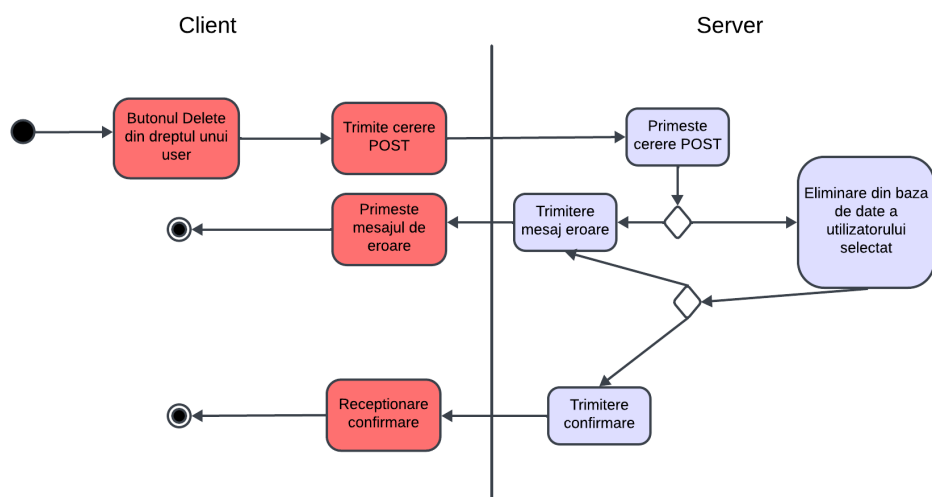 Client
Server
Butonul Delete
din dreptul unui
user
Trimite cerere
POST
Primeste
cerere POST
Primeste
mesajul de
eroare
Trimitere
mesaj eroare
Eliminare din baza
de date a
utilizatorului
selectat
Receptionare
confirmare
Trimitere
confirmare